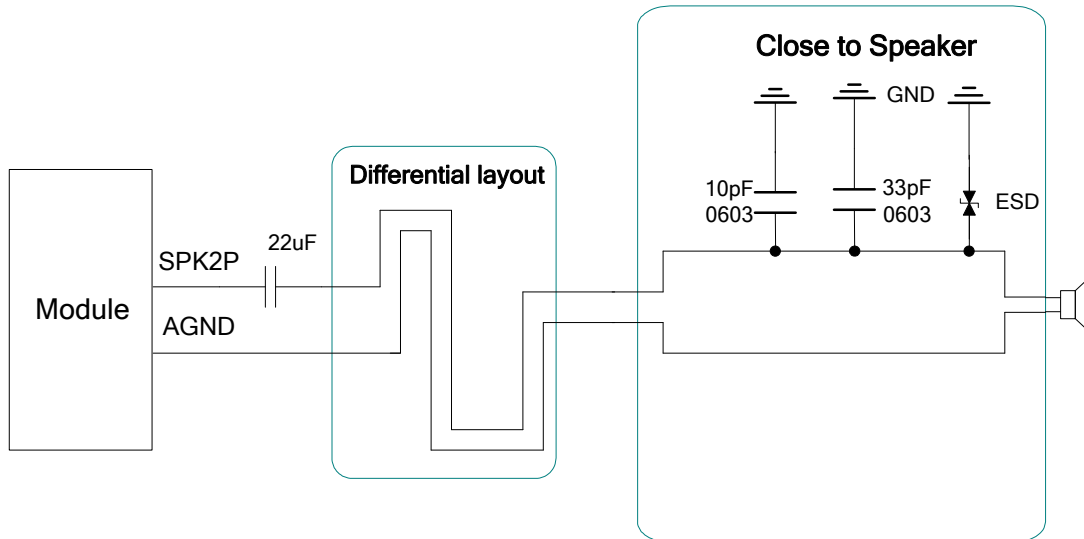 Close to Speaker
GND
Differential layout
10pF
0603
33pF
0603
ESD
22uF
SPK2P
Module
AGND